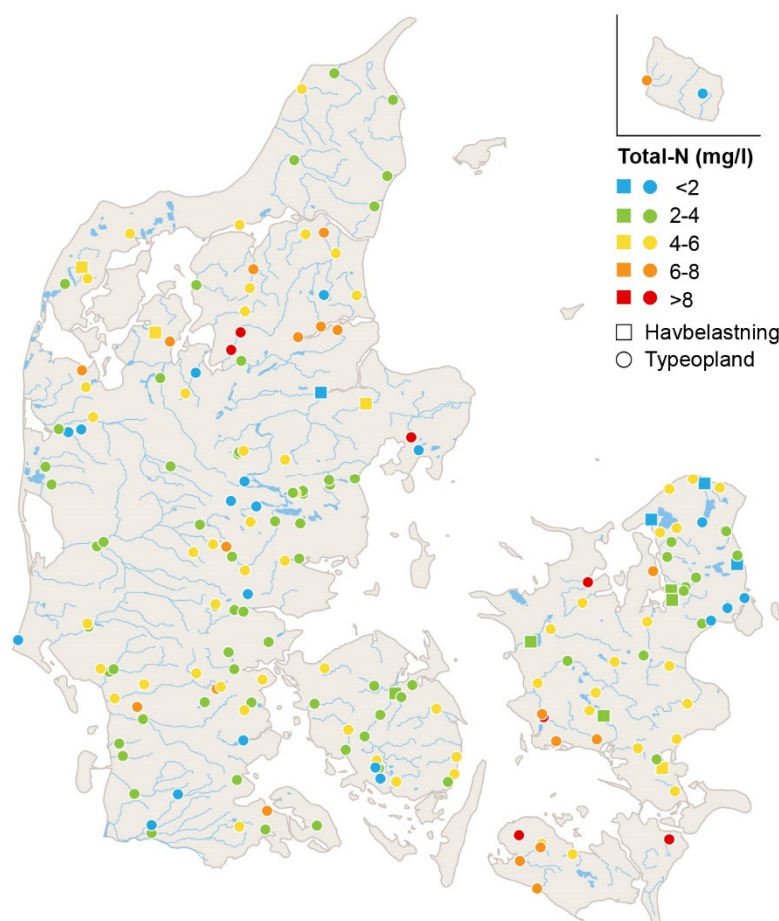 Total-N (mg/l)
<2
2-4
4-6
6-8
>8
Havbelastning
Typeopland